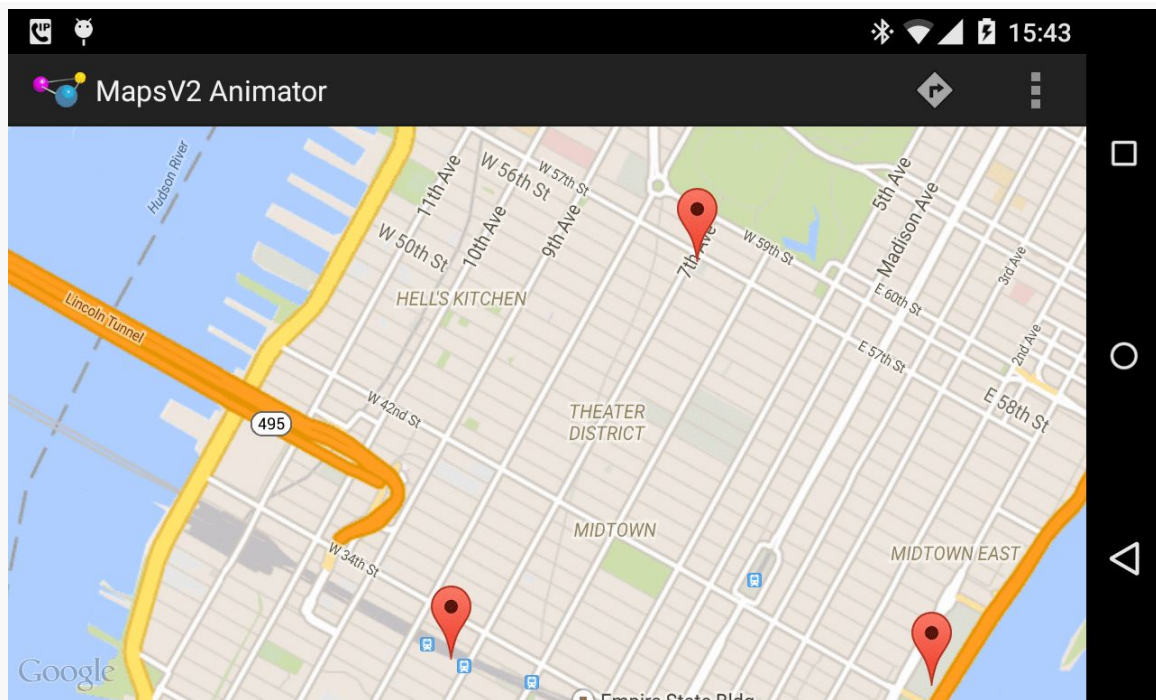 IP
15:43
MapsV2 Animator
Hudson River
11th Ave
W 56th St
W 57th St
5th Ave
Madison Ave
W 50th St
10th Ave
9th Ave
7th Ave
W 59th St
3rd Ave
HELL'S KITCHEN
E 60th St
Lincoln Tunnel
E 57th St
2nd Ave
W 42nd St
E 58th St
THEATER
DISTRICT
495
MIDTOWN
MIDTOWN EAST
W 34th St
Google
Empire State Bldg